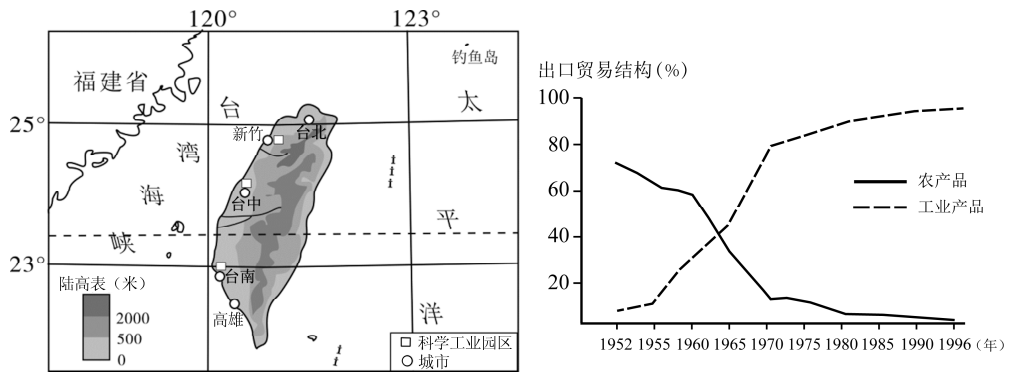 120°
123°
钓鱼岛
福建省
台
太
25°
新竹
台北
湾
海
台中
平
峡
23°
台南
陆高表（米）
高雄
洋
2000
500
0
科学工业园区
城市
出口贸易结构(%)
100
80
60
40
20
农产品
工业产品
1952 1955 1960 1965 1970 1975 1980 1985 1990 1996 (年)